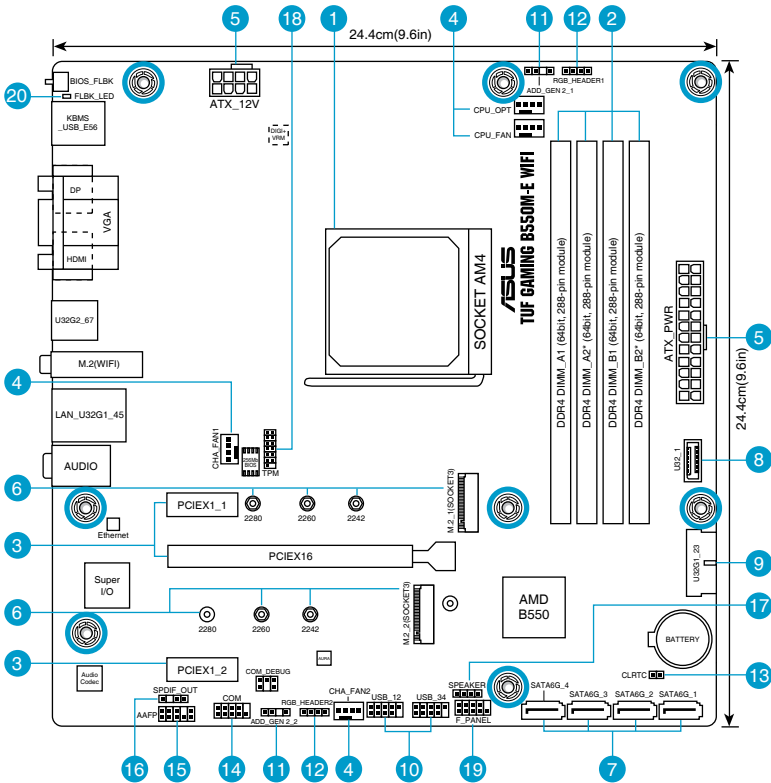 5
18
1
4
11
12
2
24.4cm(9.6in)
BIOS_FLBK
FLBK_LED
20
KBMS
_USB_E56
ATX_12V
DIGI+
VRM
ADD_GEN 2_1
RGB_HEADER1
CPU_OPT
CPU_FAN
DP
VGA
HDMI
U32G2_67
M.2(WIFI)
4
LAN_U32G1_45
AUDIO
SOCKET AM4
ASUS
TUF GAMING B550M-E WIFI
DDR4 DIMM_A1 (64bit, 288-pin module)
DDR4 DIMM_A2* (64bit, 288-pin module)
DDR4 DIMM_B1 (64bit, 288-pin module)
DDR4 DIMM_B2* (64bit, 288-pin module)
ATX_PWR
5
24.4cm(9.6in)
CHA_FAN1
256Mb
BIOS
TPM
U32_1
8
6
PCIEX1_1
2280
2260
2242
M.2_1(SOCKET3)
Ethernet
3
PCIEX16
U32G1_23
9
Super
I/O
6
2280
2260
2242
M.2_2(SOCKET3)
AMD
B550
17
BATTERY
3
PCIEX1_2
Audio
Codec
COM_DEBUG
CLRTC
13
SPDIF_OUT
AAFP
COM
ADD_GEN 2_2
RGB_HEADER2
CHA_FAN2
USB_12
USB_34
SPEAKER
F_PANEL
SATA6G_4
SATA6G_3
SATA6G_2
SATA6G_1
16
15
14
11
12
4
10
19
7